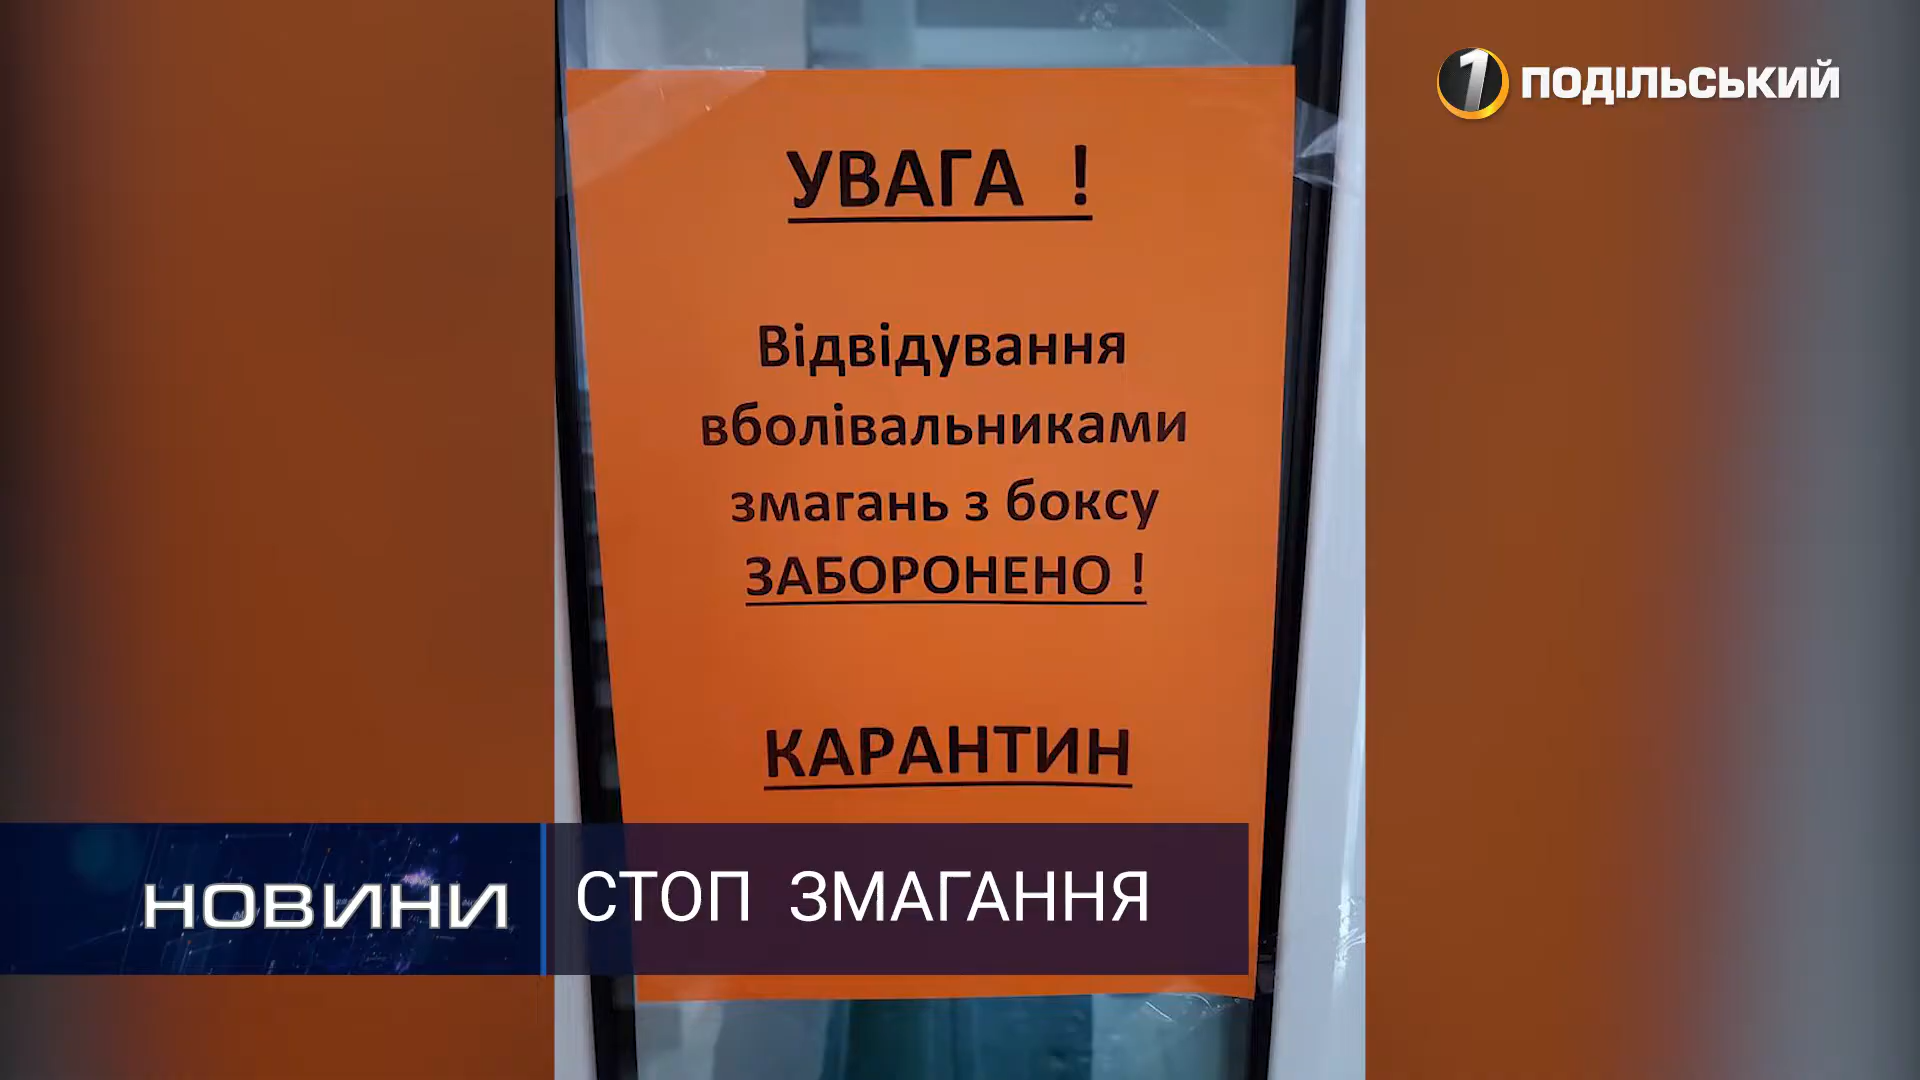 1 ПОДІЛЬСЬКИЙ
УВАГА !
Відвідування
вболівальниками
змагань з боксу
ЗАБОРОНЕНО !
КАРАНТИН
НОВИНИ
СТОП ЗМАГАННЯ